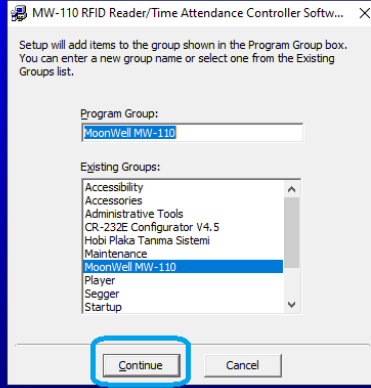 MW-110 RFID Reader/Time Attendance Controller Softw...
Setup will add items to the group shown in the Program Group box.
You can enter a new group name or select one from the Existing
Groups list.
Program Group:
MoonWell MW-110
Existing Groups:
Accessibility
Accessories
Administrative Tools
CR-232E Configurator V4.5
Hobi Plaka Tanıma Sistemi
Maintenance
MoonWell MW-110
Player
Segger
Startup
Continue
Cancel